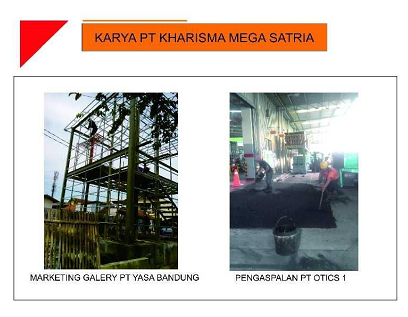 KARYA PT KHARISMA MEGA SATRIA
MARKETING GALERY PT YASA BANDUNG
PENGASPALAN PT OTICS 1